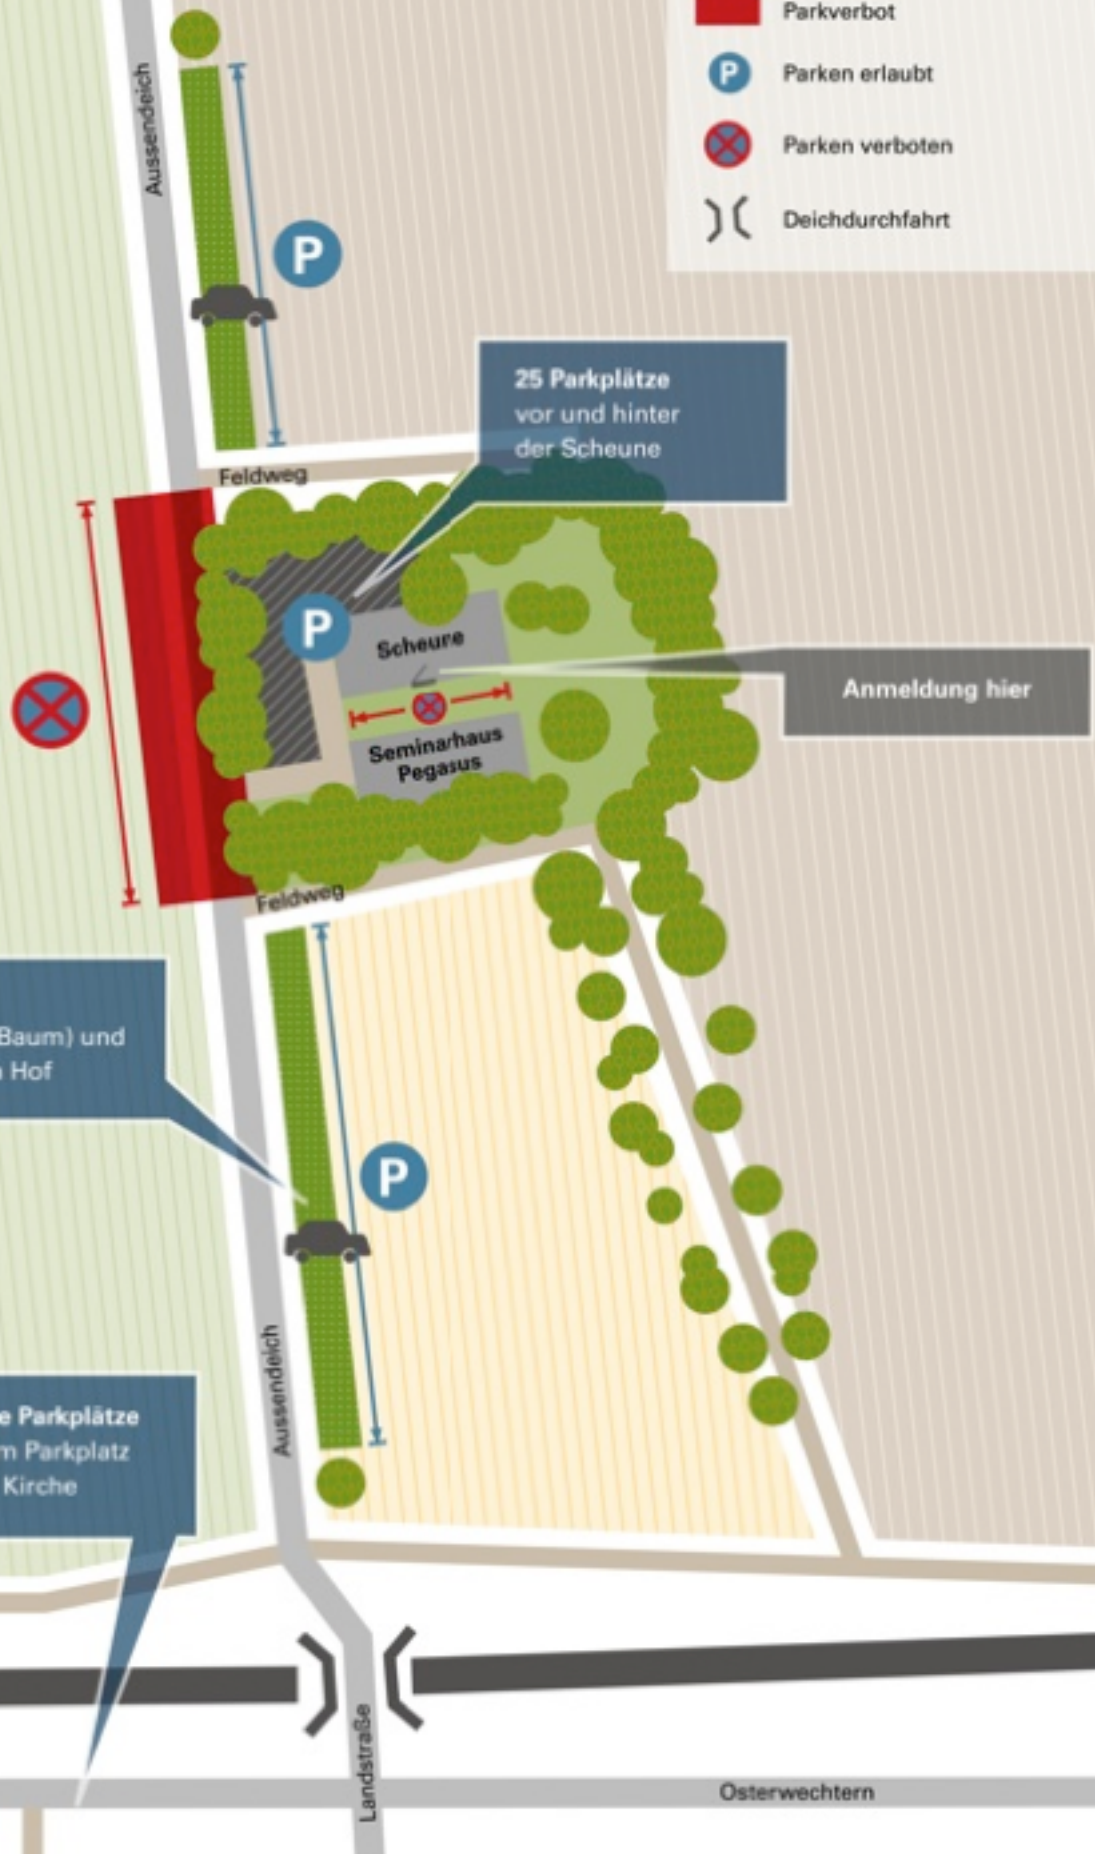 Parkverbot
P Parken erlaubt
Parken verboten
Deichdurchfahrt
Aussendeich
P
25 Parkplätze
vor und hinter
der Scheune
Feldweg
P
Scheune
Anmeldung hier
Seminarhaus
Pegasus
Feldweg
Baum) und
Hof
P
Aussendeich
e Parkplätze
m Parkplatz
Kirche
Landstraße
Osterwechtern